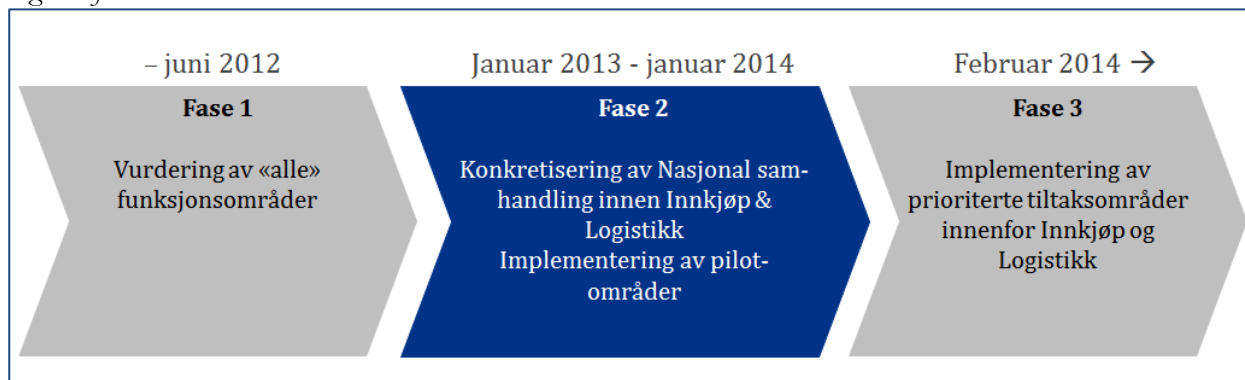 – juni 2012
Fase 1
Vurdering av «alle»
funksjonsområder
Januar 2013 - januar 2014
Fase 2
Konkretisering av Nasjonal sam-
handling innen Innkjøp &
Logistikk
Implementering av pilot-
områder
Februar 2014 →
Fase 3
Implementering av
prioriterte tiltaksområder
innenfor Innkjøp og
Logistikk